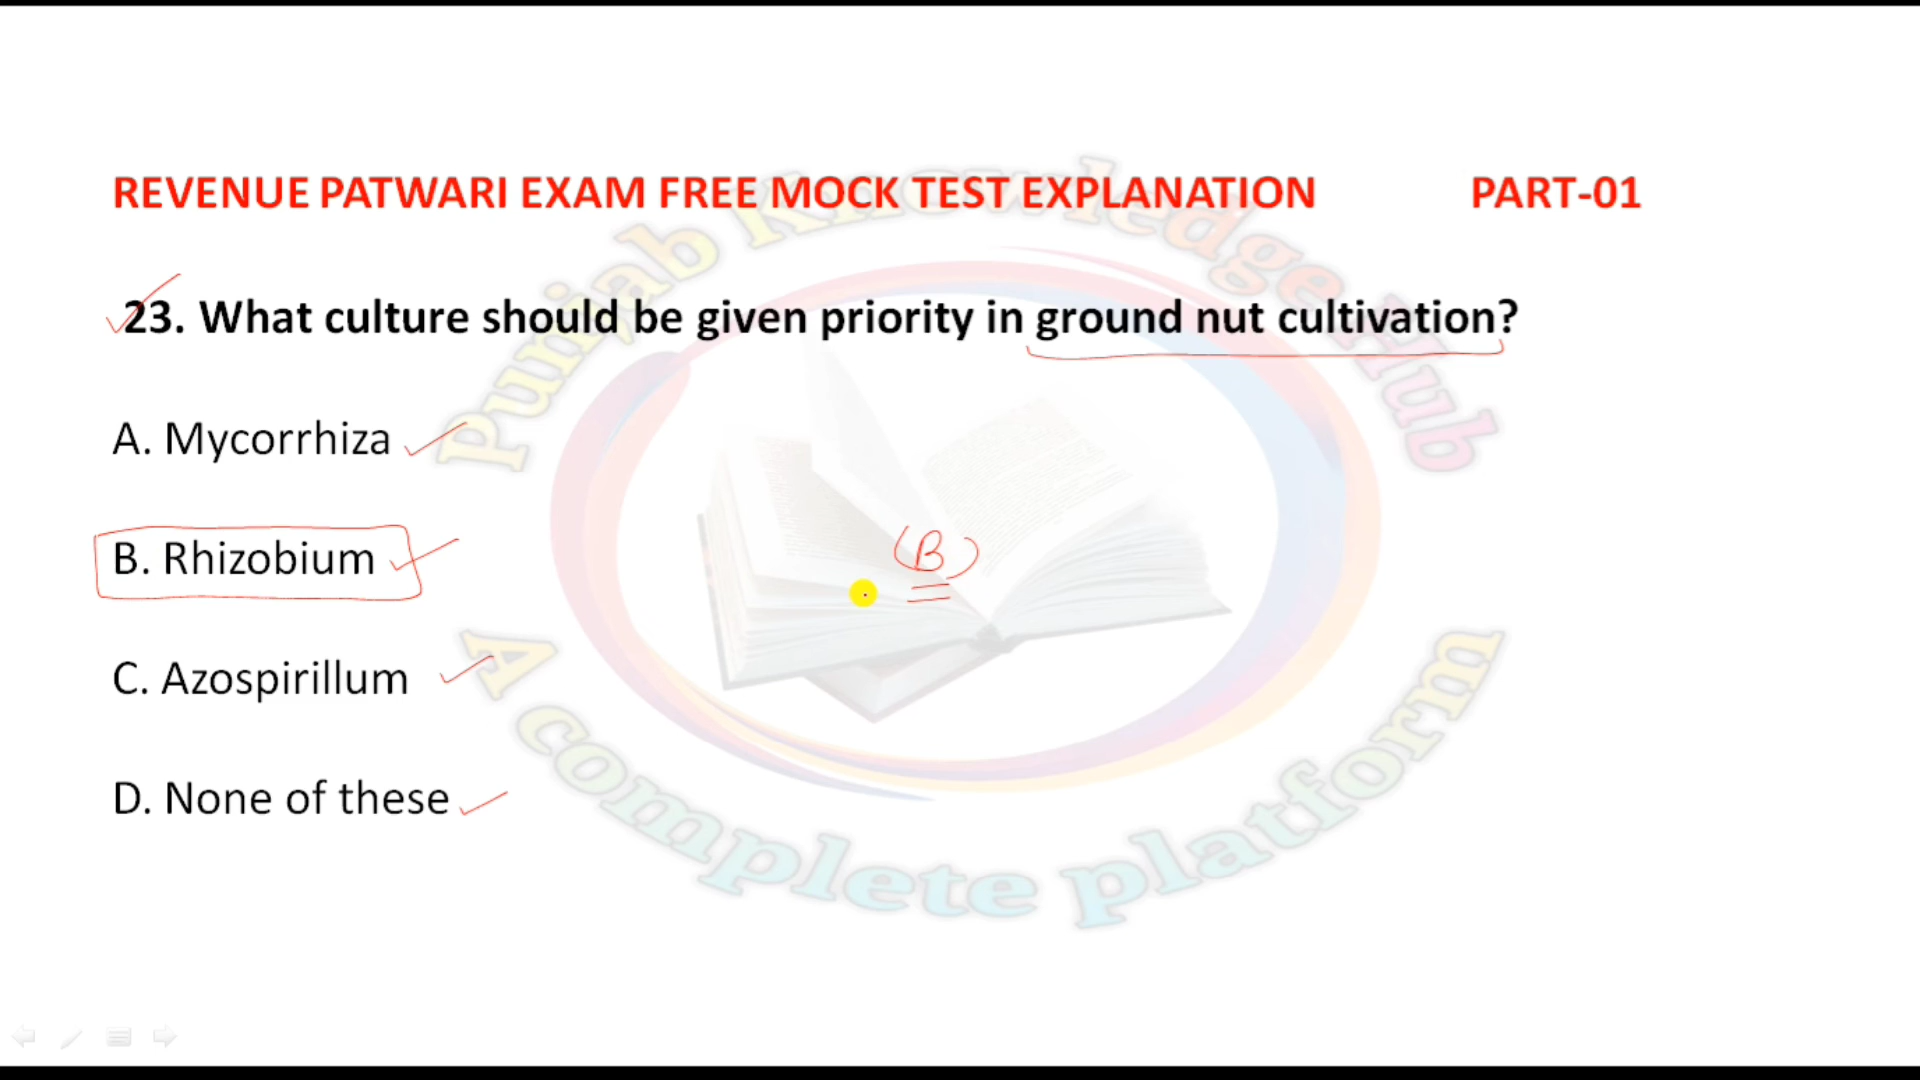 REVENUE PATWARI EXAM FREE MOCK TEST EXPLANATION PART-01
Punjab Knowledge Hub
23. What culture should be given priority in ground nut cultivation?
A. Mycorrhiza
B. Rhizobium
(B)
C. Azospirillum
D. None of these
A complete platform